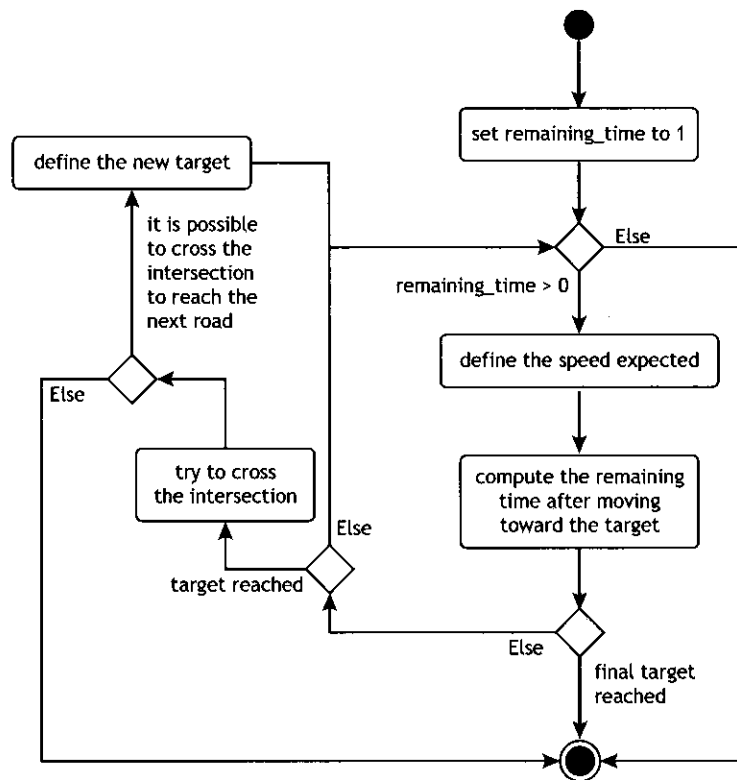 set remaining_time to 1
define the new target
it is possible
to cross the
intersection
to reach the
next road
Else
remaining_time > 0
define the speed expected
Else
try to cross
the intersection
compute the remaining
time after moving
toward the target
Else
target reached
Else
final target
reached